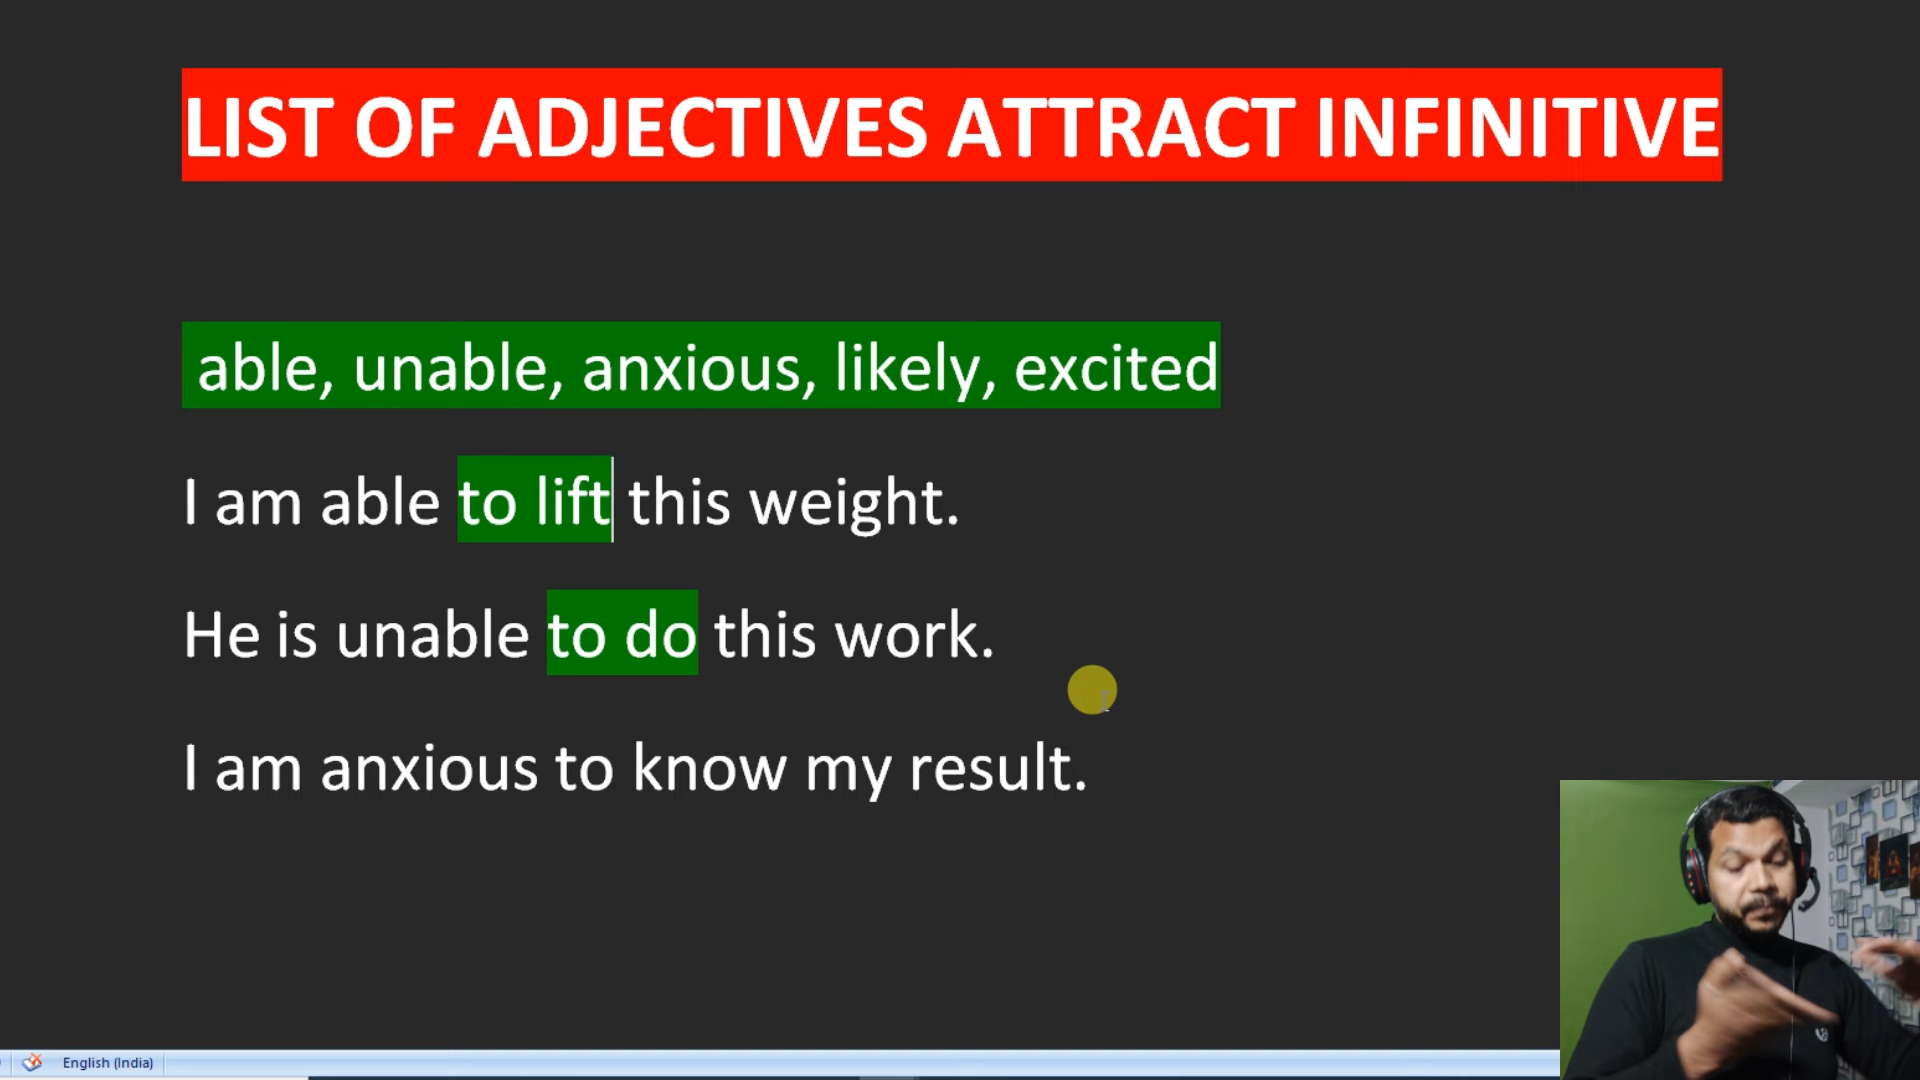 LIST OF ADJECTIVES ATTRACT INFINITIVE
able, unable, anxious, likely, excited
I am able to lift this weight.
He is unable to do this work.
I am anxious to know my result.
English (India)